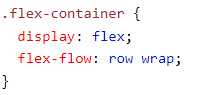 .flex-container {
  display: flex;
  flex-flow: row wrap;
}